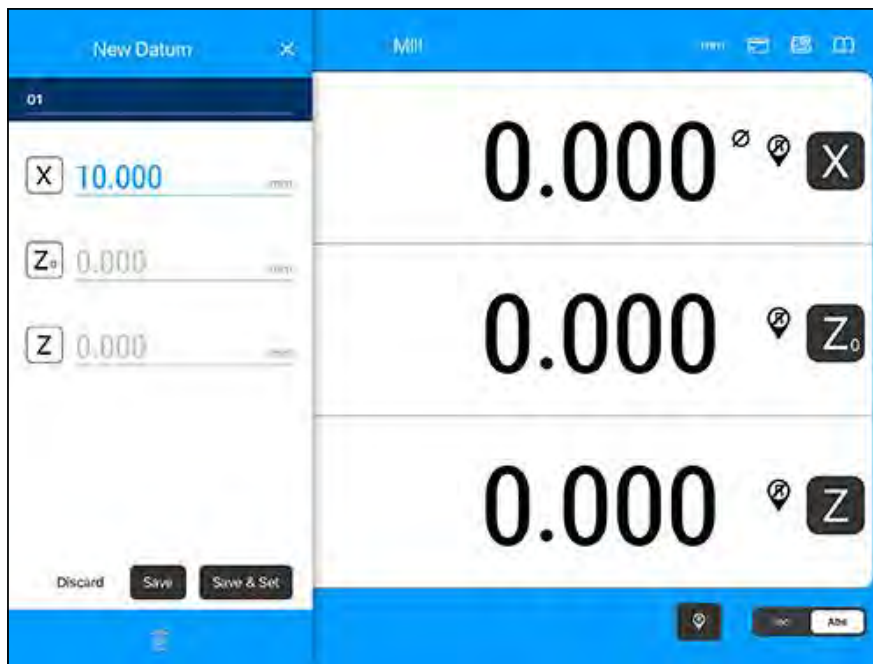 New Datum
Mill
mm
01
X 10.000 mm
Z0 0.000 mm
Z 0.000 mm
0.000 Ø X
0.000 Z0
0.000 Z
Discard Save Save & Set
Abs